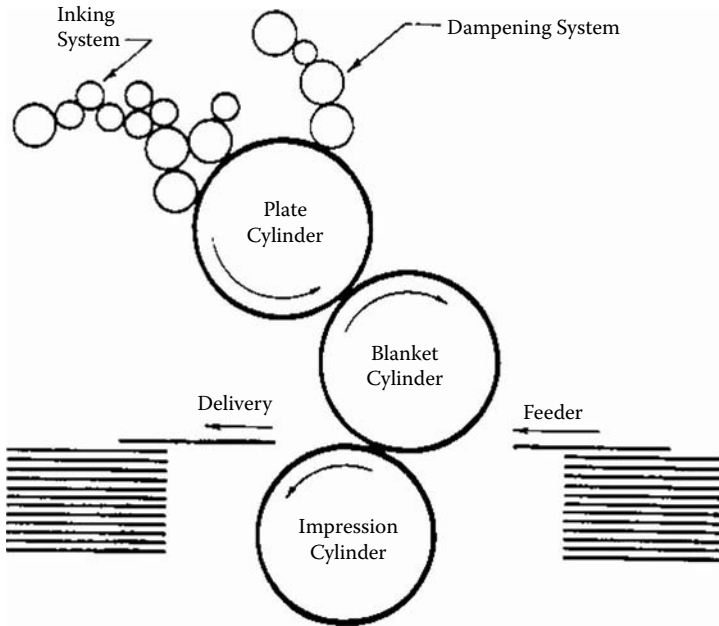 Inking
System
Dampening System
Plate
Cylinder
Blanket
Cylinder
Delivery
Feeder
Impression
Cylinder